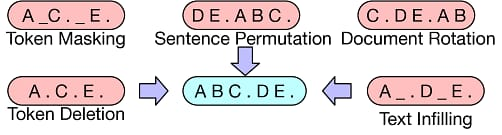 A _ C . _ E .
Token Masking
D E . A B C .
Sentence Permutation
C . D E . A B
Document Rotation
A . C . E .
Token Deletion
A B C . D E .
A _ . D _ E .
Text Infilling